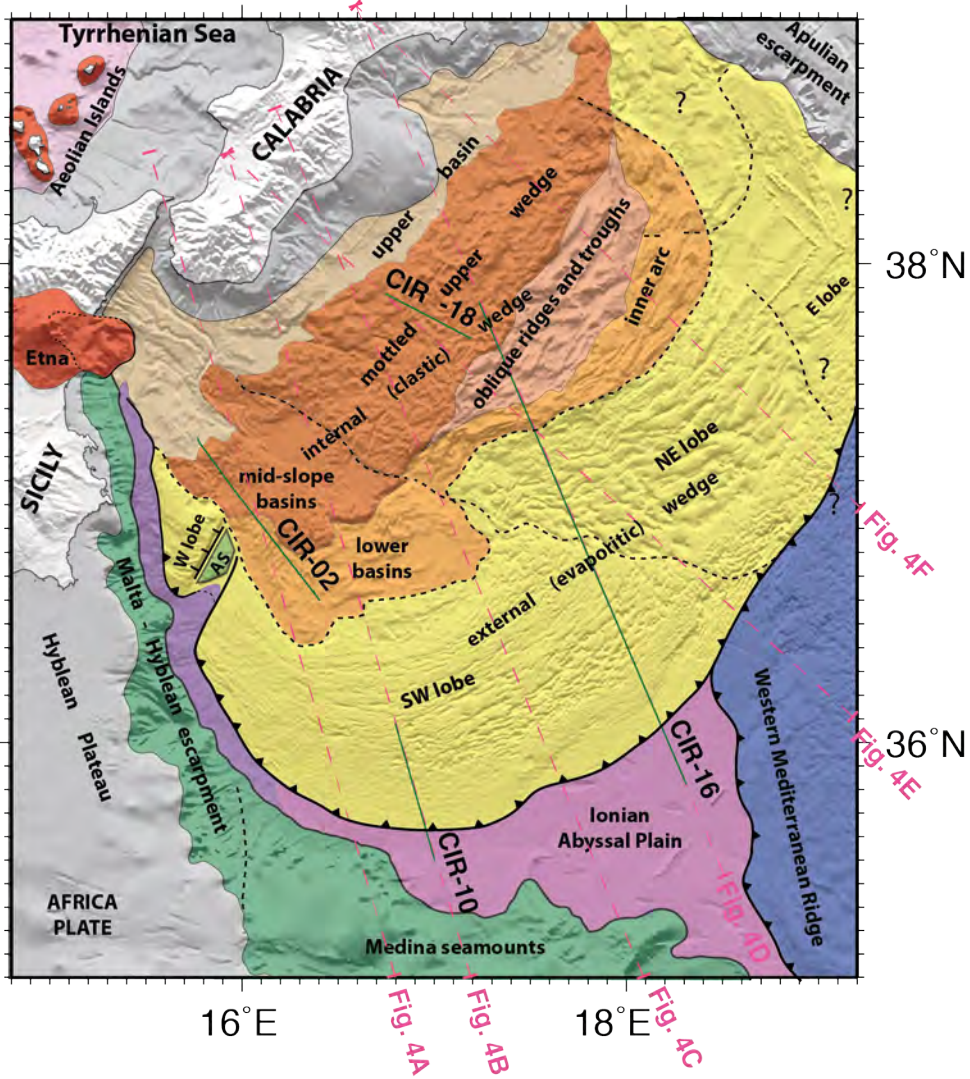 Tyrrhenian Sea
Apulian
escarpment
Aeolian Islands
CALABRIA
?
basin
upper
wedge
?
upper
oblique ridges and troughs
inner arc
38°N
CIR -18
wedge
E lobe
Etna
mottled
(clastic)
internal
?
SICILY
mid-slope
basins
NE lobe
wedge
?
Fig. 4F
W lobe
AS
CIR-02
lower
basins
(evaporitic)
external
Malta - Hyblean escarpment
Hyblean
Plateau
SW lobe
Western Mediterranean Ridge
36°N
Fig. 4E
CIR-16
Ionian
Abyssal Plain
CIR-10
AFRICA
PLATE
Fig. 4D
Medina seamounts
16°E
18°E
Fig. 4A
Fig. 4B
Fig. 4C